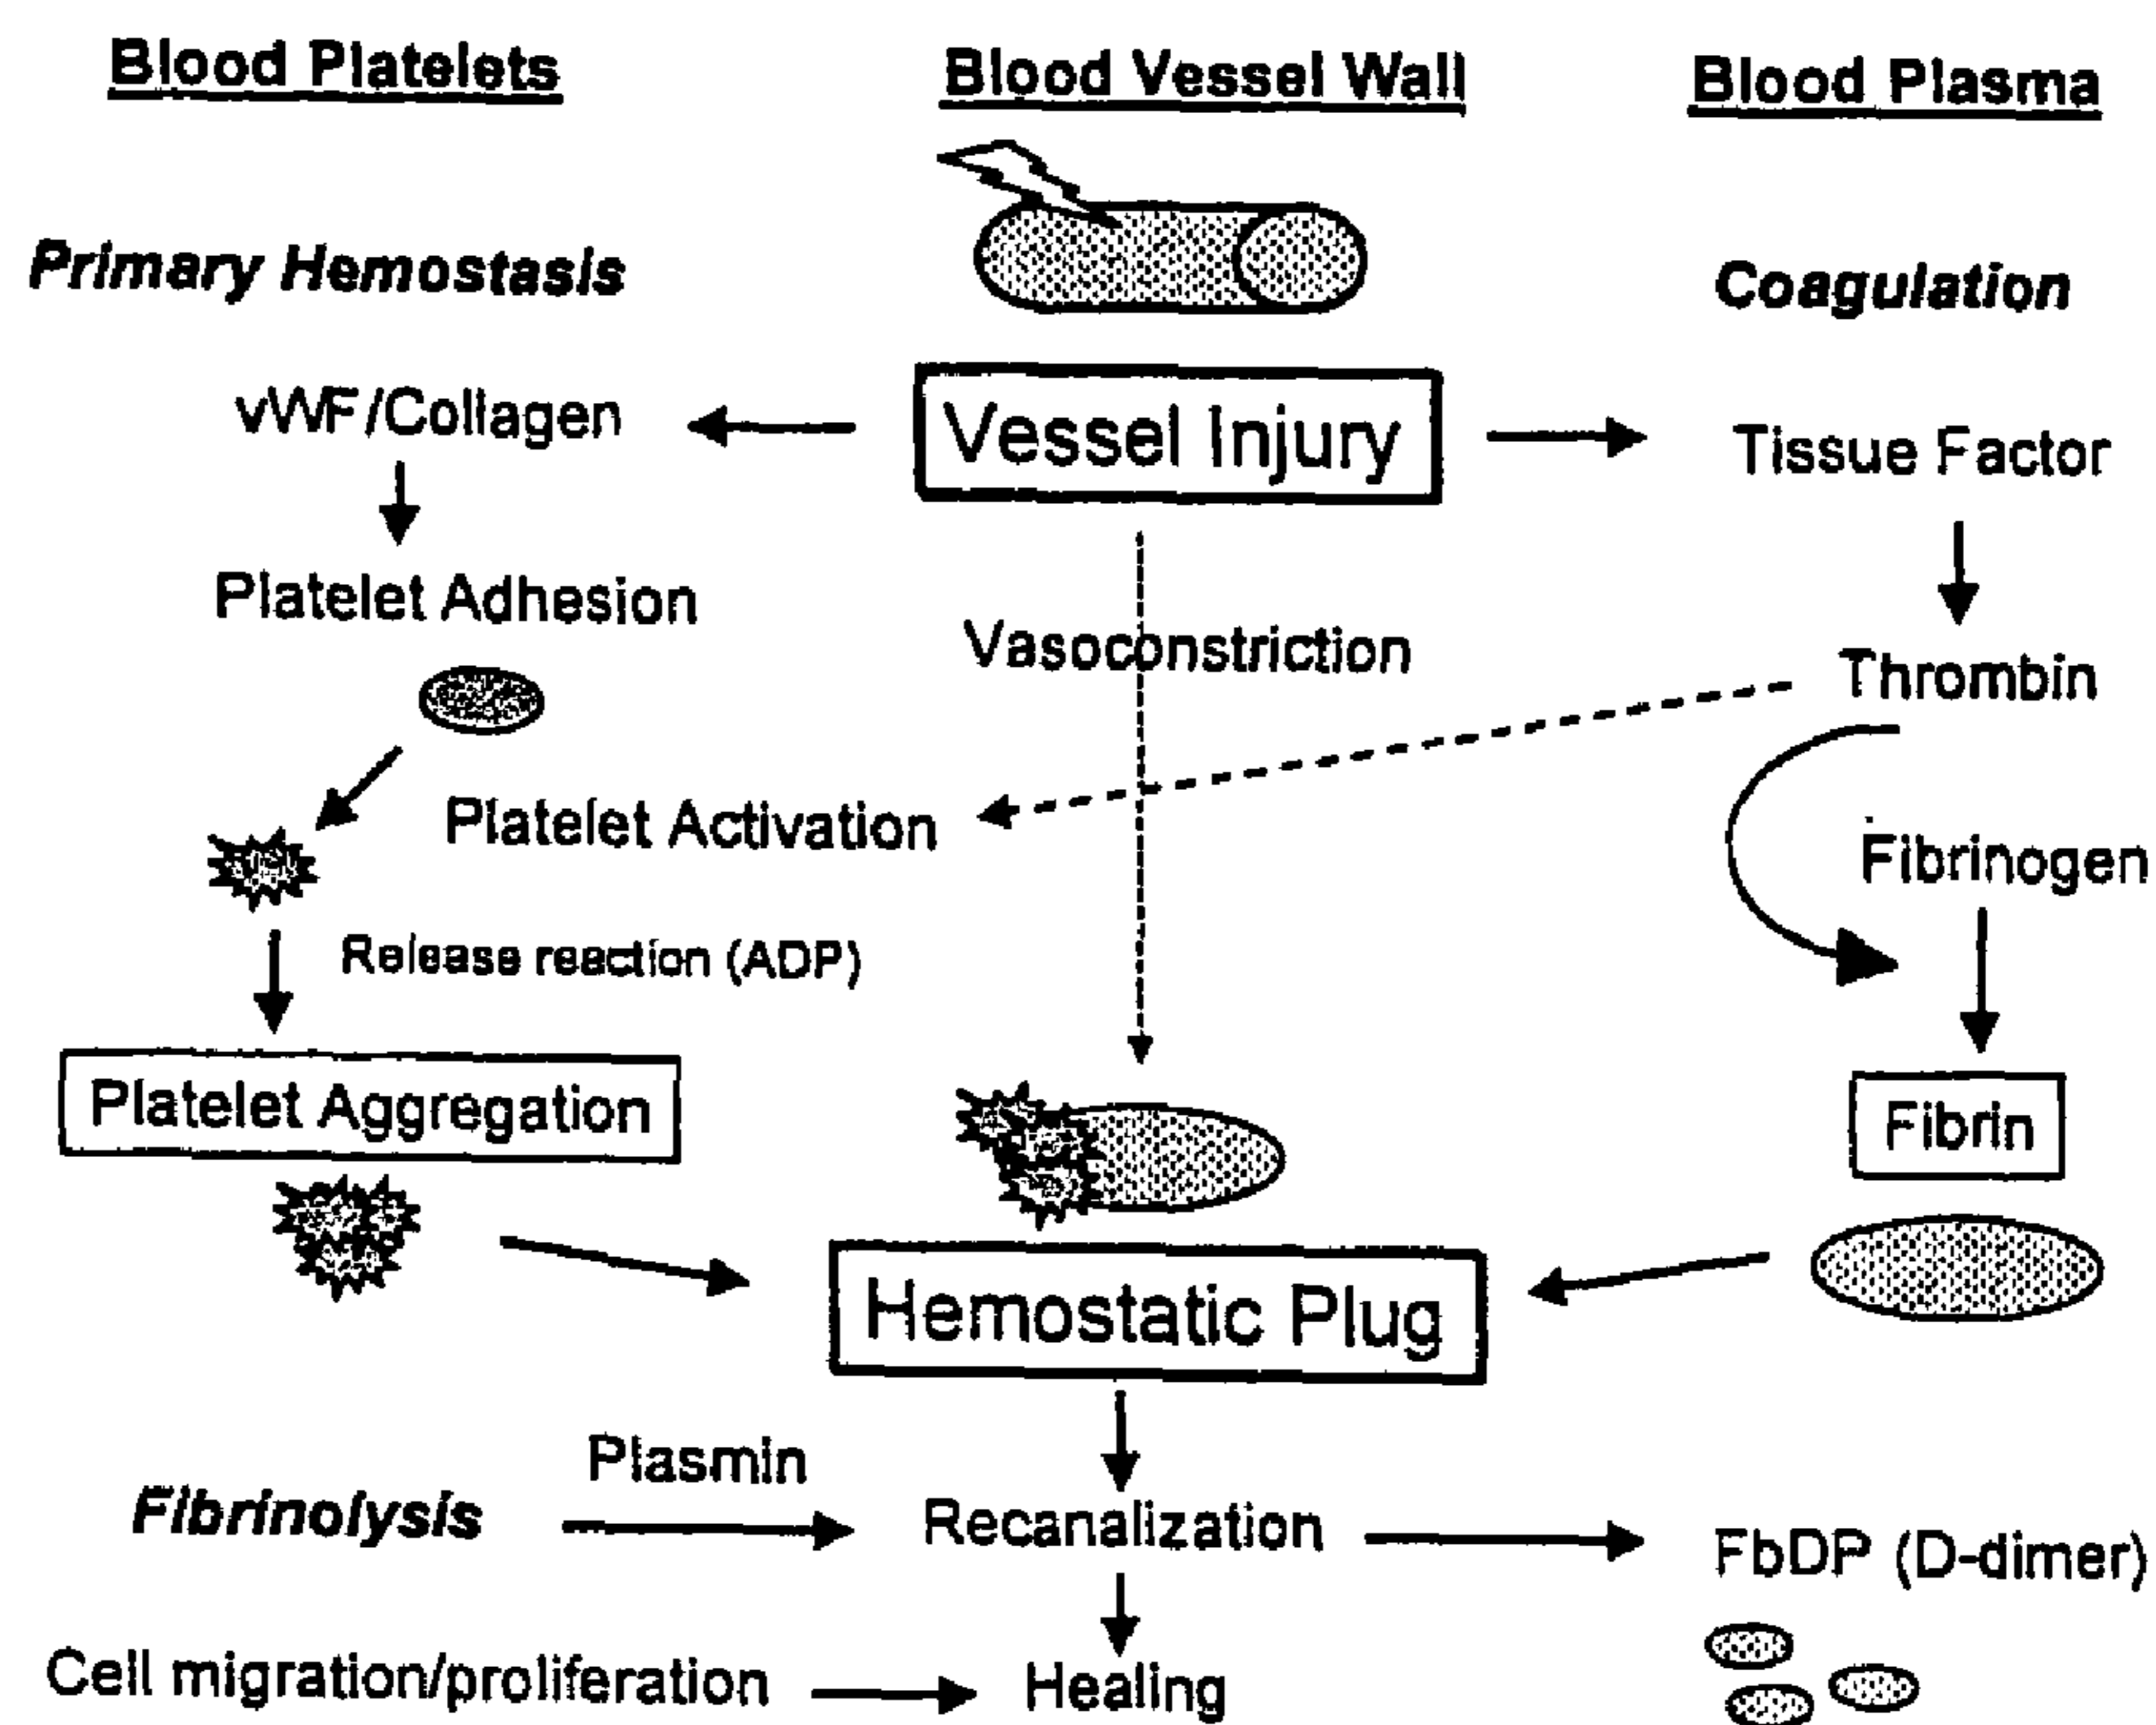 Blood Platelets
Blood Vessel Wall
Blood Plasma
Primary Hemostasis
Coagulation
vWF/Collagen
Vessel Injury
Tissue Factor
Platelet Adhesion
Vasoconstriction
Thrombin
Platelet Activation
Fibrinogen
Release reaction (ADP)
Platelet Aggregation
Fibrin
Hemostatic Plug
Plasmin
Fibrinolysis
Recanalization
FbDP (D-dimer)
Cell migration/proliferation
Healing